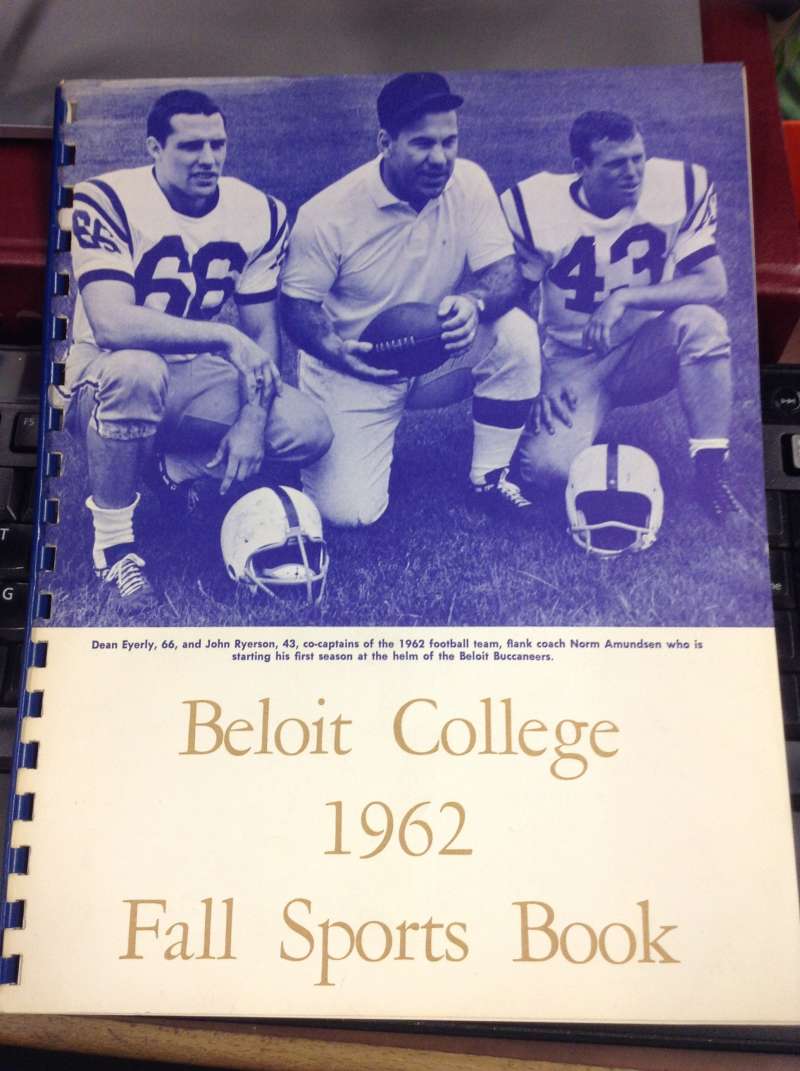 66
66
43
Dean Eyerly, 66, and John Ryerson, 43, co-captains of the 1962 football team, flank coach Norm Amundsen who is
starting his first season at the helm of the Beloit Buccaneers.
Beloit College
1962
Fall Sports Book
F5
T
G